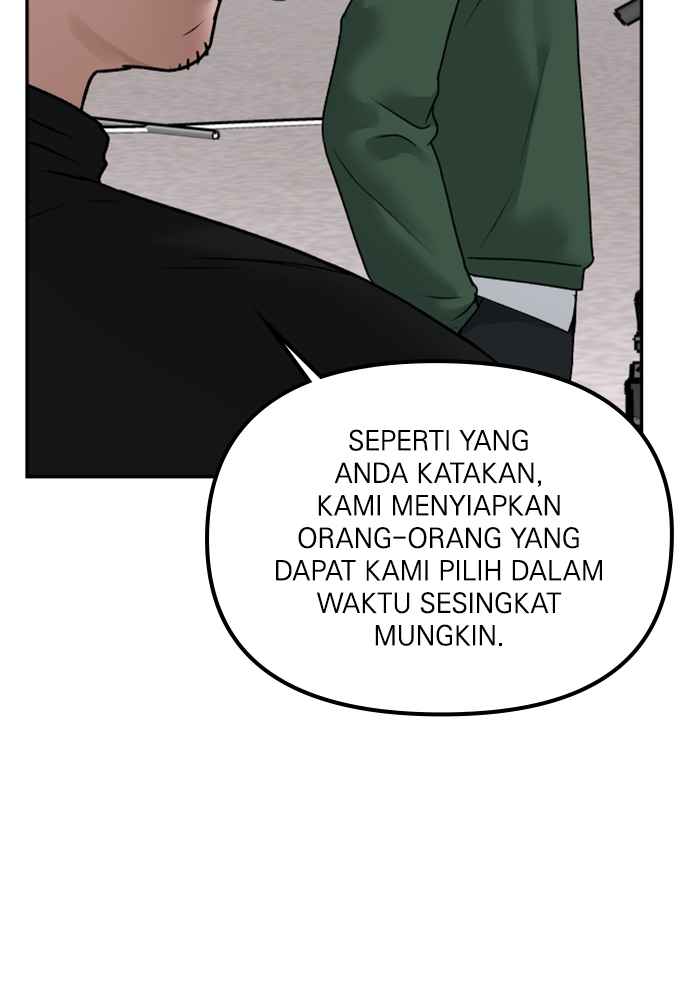 SEPERTI YANG
ANDA KATAKAN,
KAMI MENYIAPKAN
ORANG-ORANG YANG
DAPAT KAMI PILIH DALAM
WAKTU SESINGKAT
MUNGKIN.